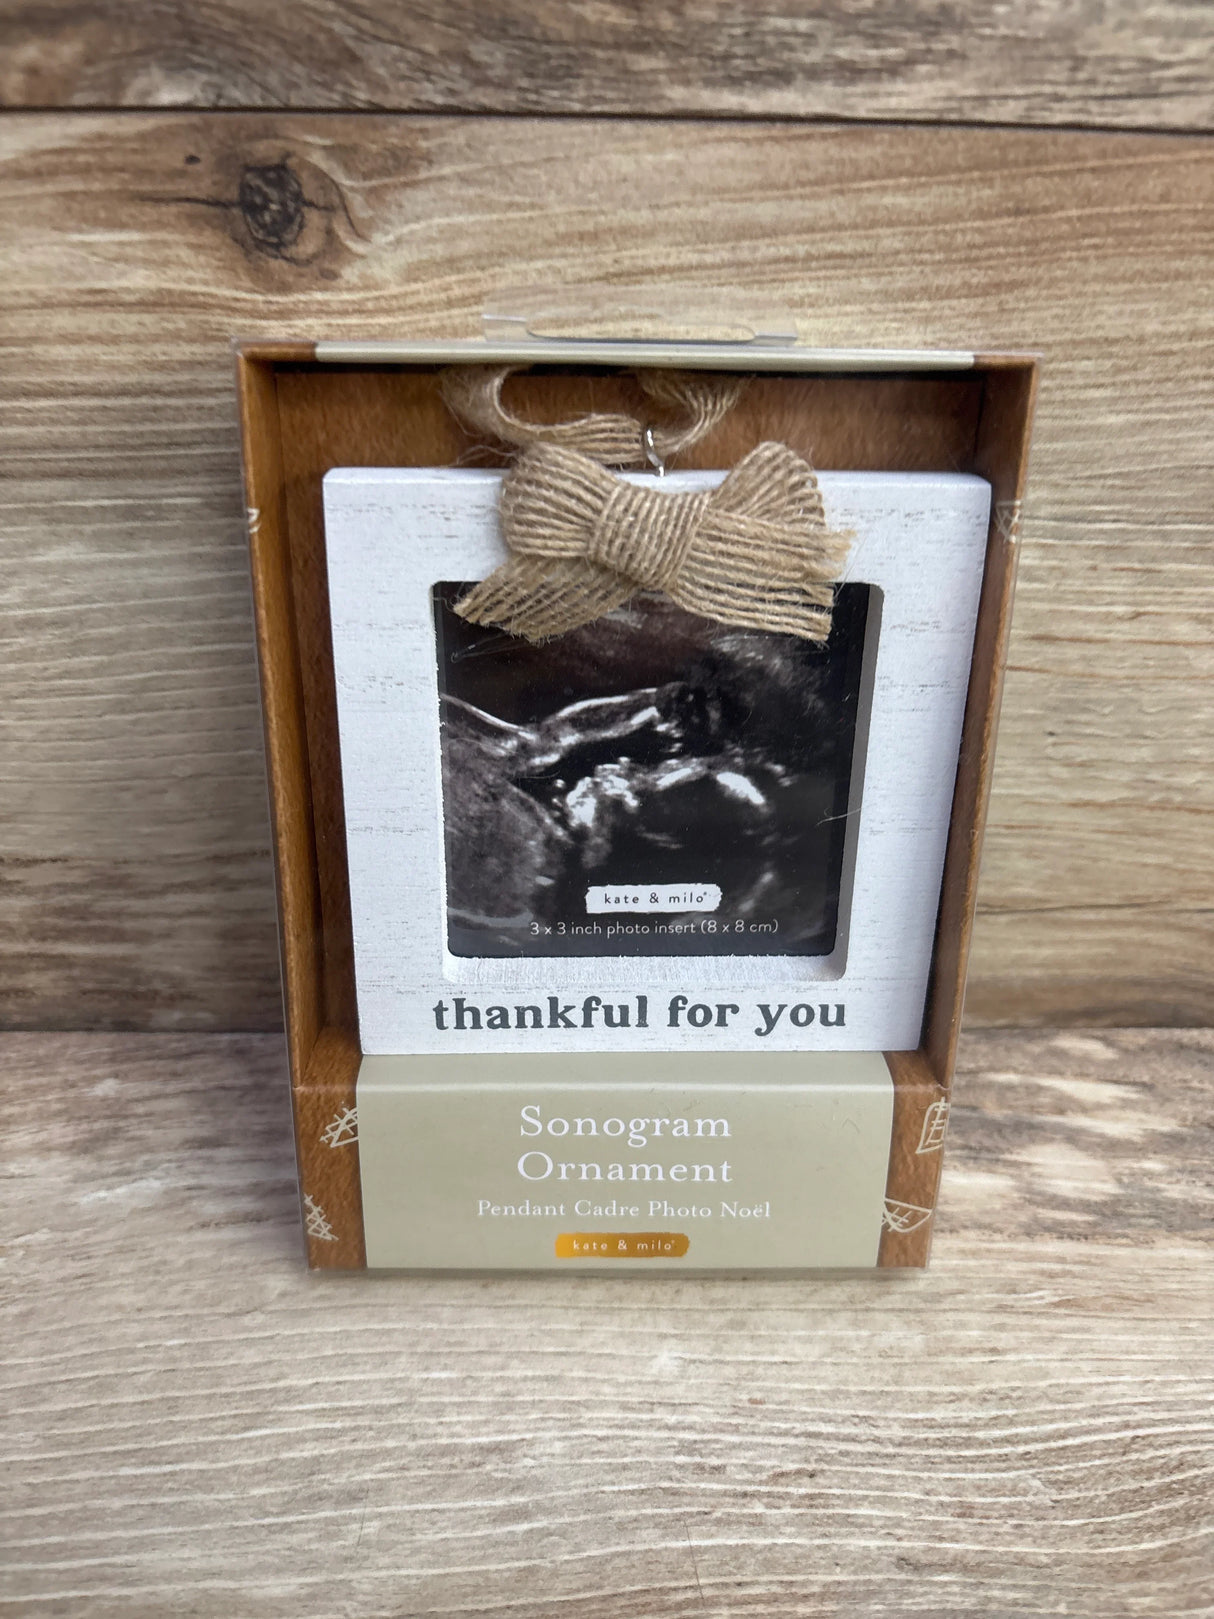 kate & milo®
3 x 3 inch photo insert (8 x 8 cm)
thankful for you
Sonogram
Ornament
Pendant Cadre Photo Noël
kate & milo®